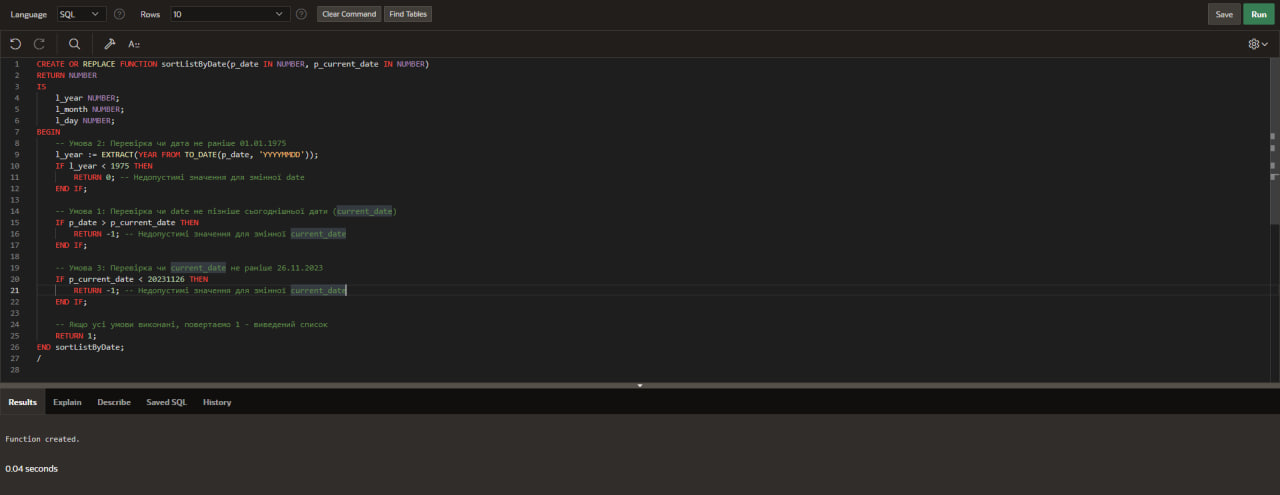 Language SQL Rows 10 Clear Command Find Tables Save Run
1 CREATE OR REPLACE FUNCTION sortListByDate(p_date IN NUMBER, p_current_date IN NUMBER)
2 RETURN NUMBER
3 IS
4 l_year NUMBER;
5 l_month NUMBER;
6 l_day NUMBER;
7 BEGIN
8 -- Умова 2: Перевірка чи дата не раніше 01.01.1975
9 l_year := EXTRACT(YEAR FROM TO_DATE(p_date, 'YYYYMMDD'));
10 IF l_year < 1975 THEN
11 RETURN 0; -- Недопустимі значення для змінної date
12 END IF;
13
14 -- Умова 1: Перевірка чи date не пізніше сьогоднішньої дати (current_date)
15 IF p_date > p_current_date THEN
16 RETURN -1; -- Недопустимі значення для змінної current_date
17 END IF;
18
19 -- Умова 3: Перевірка чи current_date не раніше 26.11.2023
20 IF p_current_date < 20231126 THEN
21 RETURN -1; -- Недопустимі значення для змінної current_date
22 END IF;
23
24 -- Якщо усі умови виконані, повертаємо 1 - виведений список
25 RETURN 1;
26 END sortListByDate;
27 /
28
Results Explain Describe Saved SQL History
Function created.
0.04 seconds